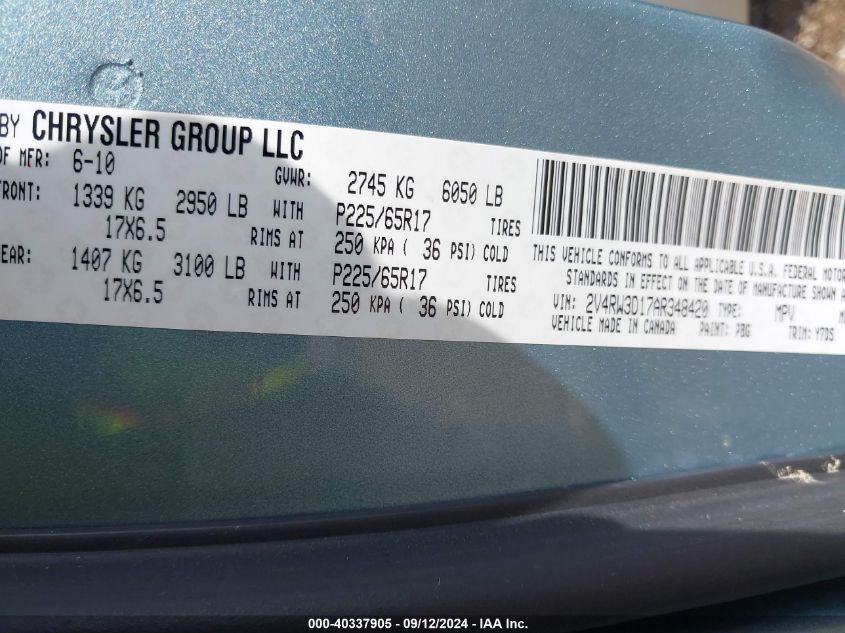 BY CHRYSLER GROUP LLC
OF MFR: 6-10 GVWR: 2745 KG 6050 LB
FRONT: 1339 KG 2950 LB WITH P225/65R17 TIRES
17X6.5 RIMS AT 250 KPA ( 36 PSI) COLD
EAR: 1407 KG 3100 LB WITH P225/65R17 TIRES
17X6.5 RIMS AT 250 KPA ( 36 PSI) COLD
THIS VEHICLE CONFORMS TO ALL APPLICABLE U.S.A. FEDERAL MOTOR
STANDARDS IN EFFECT ON THE DATE OF MANUFACTURE SHOWN A
VIN: 2V4RW3D17AR348420 TYPE: MPV
VEHICLE MADE IN CANADA PAINT: PBG TRIM: Y7DS
000-40337905 - 09/12/2024 - IAA Inc.